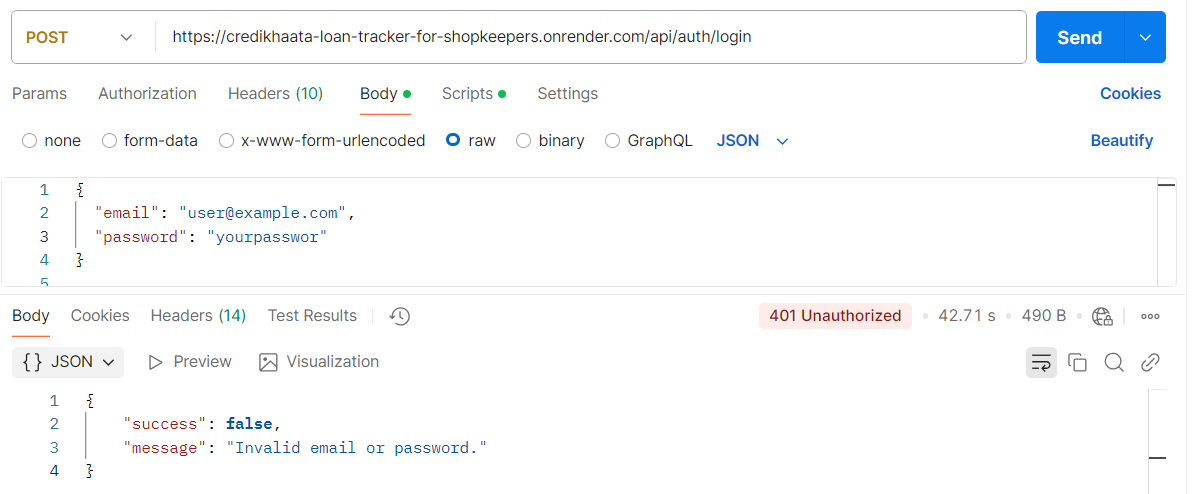 POST https://credikhaata-loan-tracker-for-shopkeepers.onrender.com/api/auth/login Send
Params Authorization Headers (10) Body Scripts Settings Cookies
none form-data x-www-form-urlencoded raw binary GraphQL JSON Beautify
1 {
2 "email": "user@example.com",
3 "password": "yourpasswor"
4 }
5
Body Cookies Headers (14) Test Results 401 Unauthorized 42.71 s 490 B
{} JSON Preview Visualization
1 {
2 "success": false,
3 "message": "Invalid email or password."
4 }